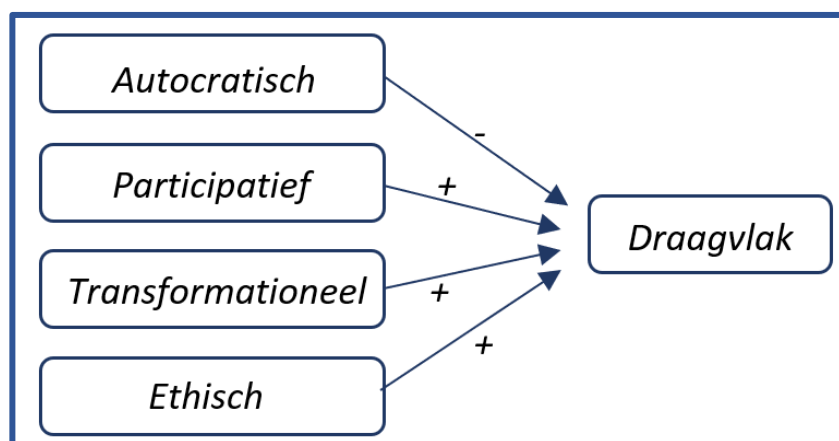 Autocratisch
-
Participatief
+
Draagvlak
Transformationeel
+
+
Ethisch